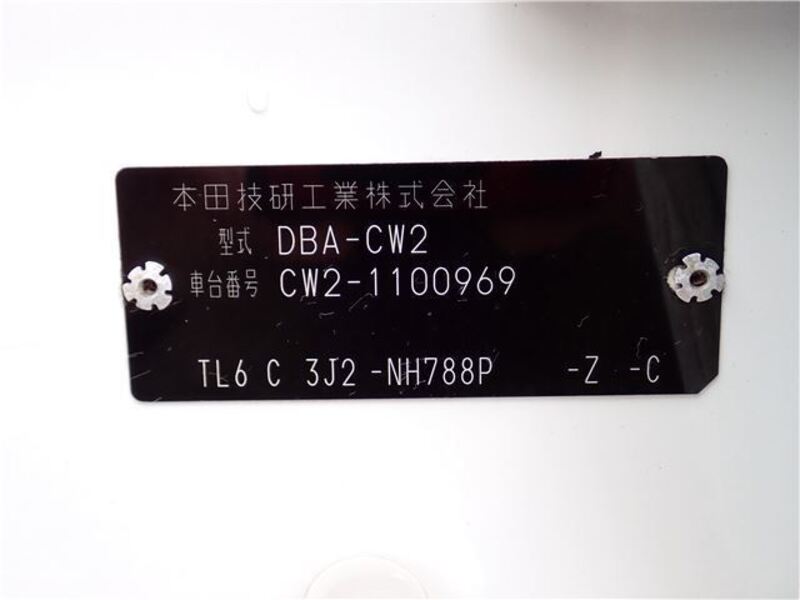 本田技研工業株式会社
型式 DBA-CW2
車台番号 CW2-1100969
TL6 C 3J2 -NH788P -Z -C